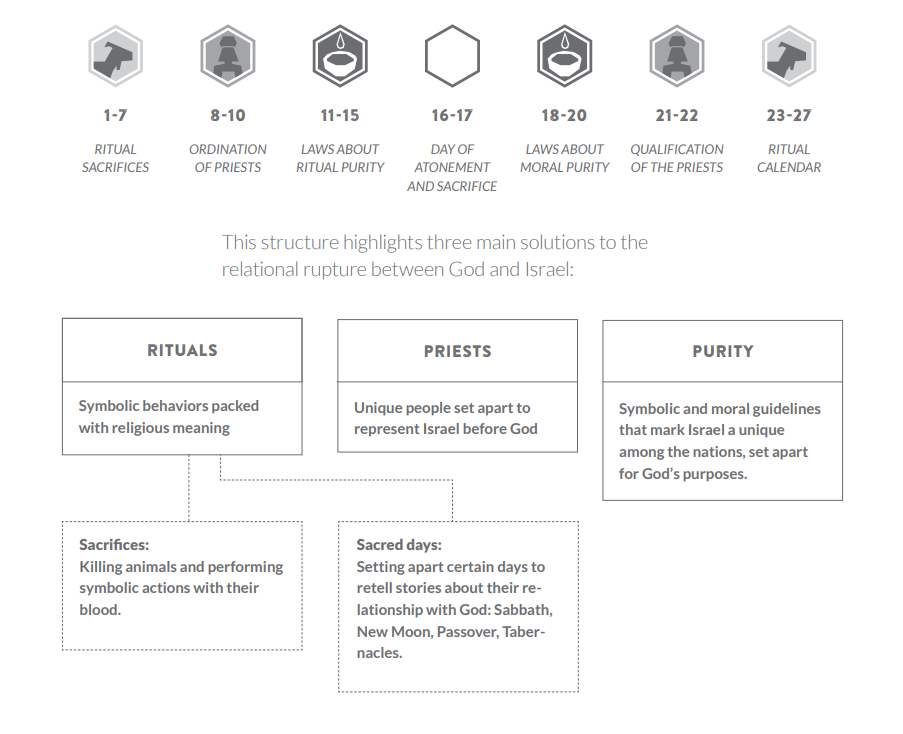 1-7
RITUAL
SACRIFICES
8-10
ORDINATION
OF PRIESTS
11-15
LAWS ABOUT
RITUAL PURITY
16-17
DAY OF
ATONEMENT
AND SACRIFICE
18-20
LAWS ABOUT
MORAL PURITY
21-22
QUALIFICATION
OF THE PRIESTS
23-27
RITUAL
CALENDAR
This structure highlights three main solutions to the
relational rupture between God and Israel:
RITUALS
Symbolic behaviors packed
with religious meaning
PRIESTS
Unique people set apart to
represent Israel before God
PURITY
Symbolic and moral guidelines
that mark Israel a unique
among the nations, set apart
for God's purposes.
Sacrifices:
Killing animals and performing
symbolic actions with their
blood.
Sacred days:
Setting apart certain days to
retell stories about their re-
lationship with God: Sabbath,
New Moon, Passover, Taber-
nacles.